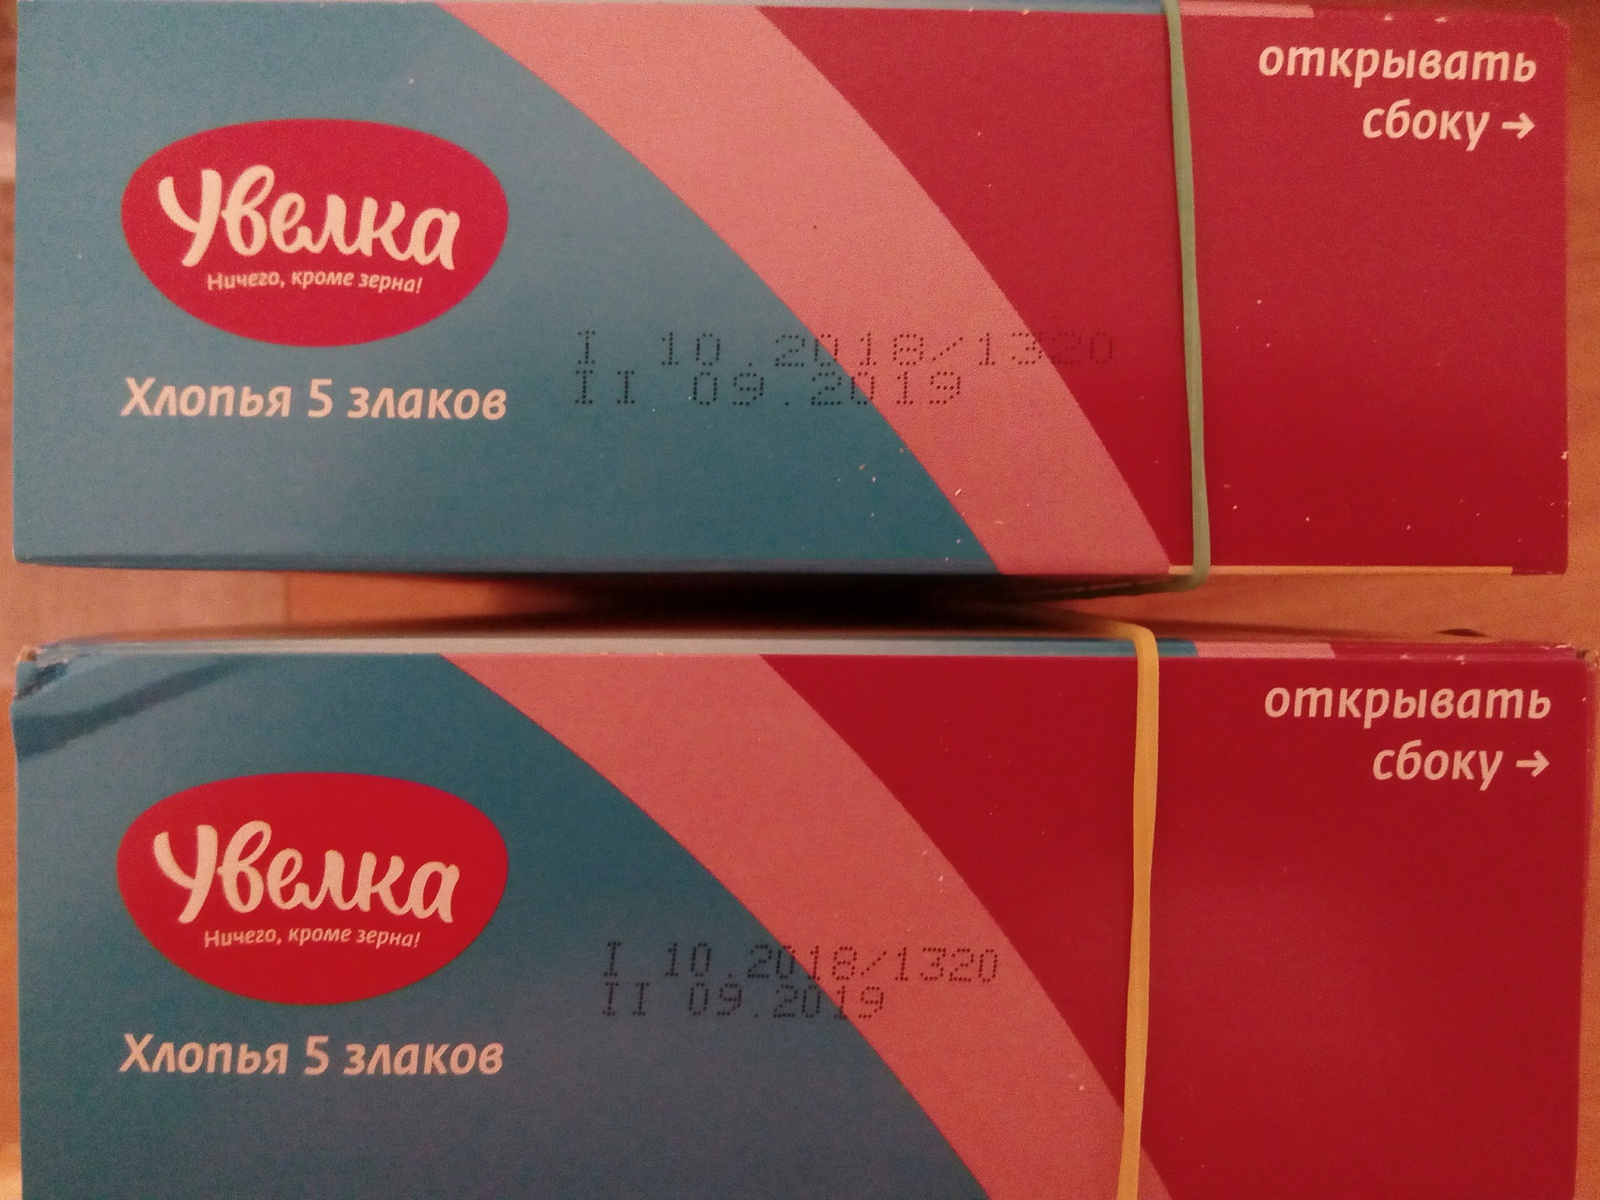 открывать
сбоку →
Увелка
Ничего, кроме зерна!
I 10.2018/1320
II 09.2019
Хлопья 5 злаков
открывать
сбоку →
Увелка
Ничего, кроме зерна!
I 10.2018/1320
II 09.2019
Хлопья 5 злаков